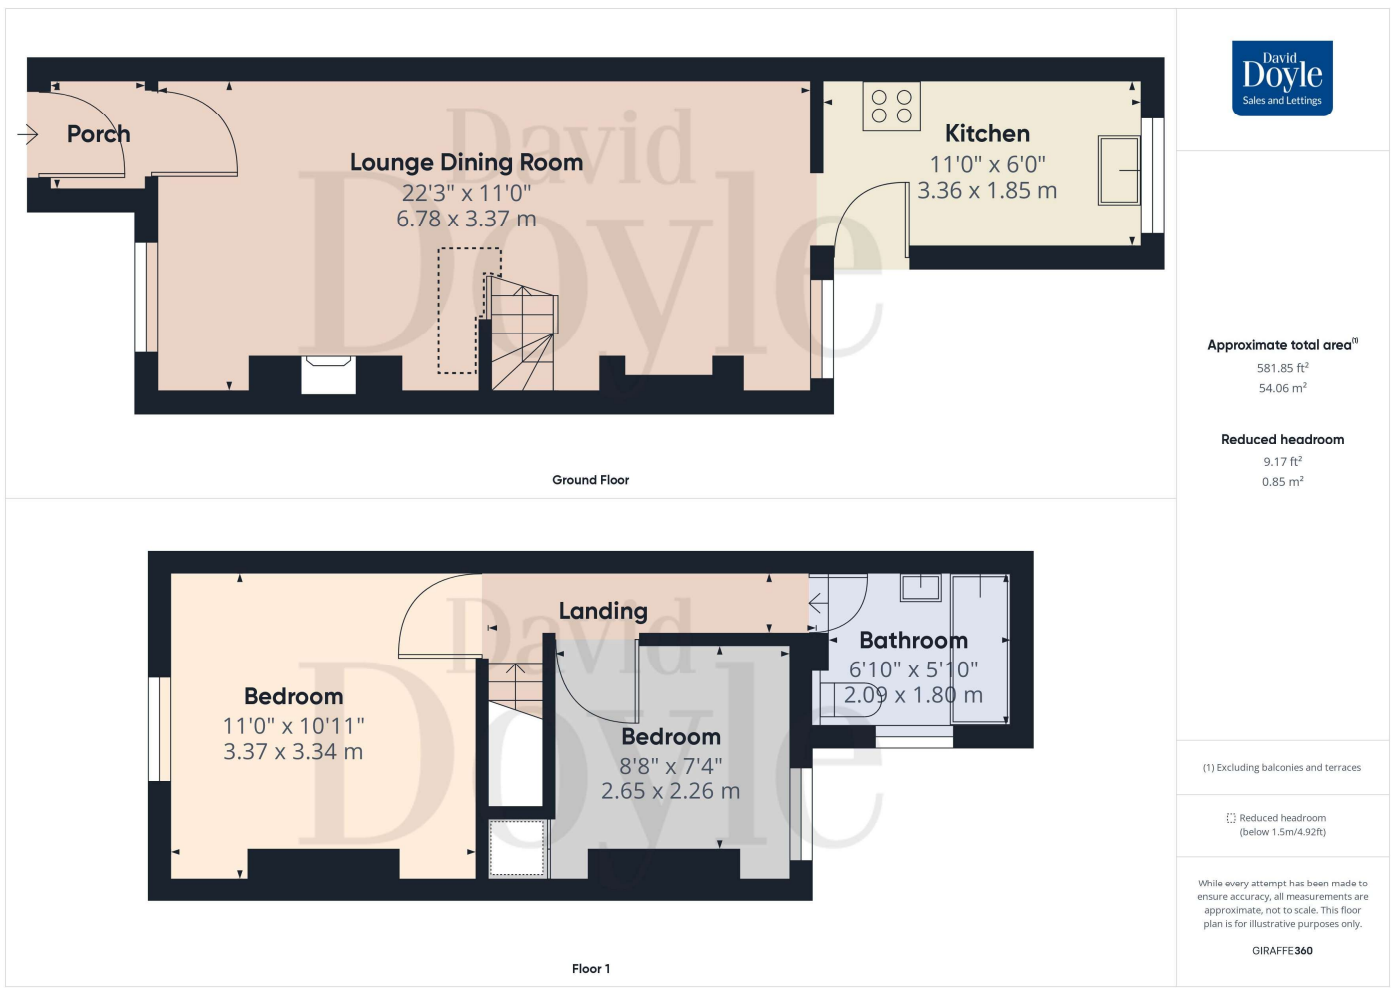 Porch
Lounge Dining Room
22'3" x 11'0"
6.78 x 3.37 m
Kitchen
11'0" x 6'0"
3.36 x 1.85 m
David
Doyle
Ground Floor
Landing
Bedroom
11'0" x 10'11"
3.37 x 3.34 m
Bedroom
8'8" x 7'4"
2.65 x 2.26 m
Bathroom
6'10" x 5'10"
2.09 x 1.80 m
David
Doyle
Floor 1
David
Doyle
Sales and Lettings
Approximate total area⁽¹⁾
581.85 ft²
54.06 m²
Reduced headroom
9.17 ft²
0.85 m²
(1) Excluding balconies and terraces
Reduced headroom
(below 1.5m/4.92ft)
While every attempt has been made to
ensure accuracy, all measurements are
approximate, not to scale. This floor
plan is for illustrative purposes only.
GIRAFFE360